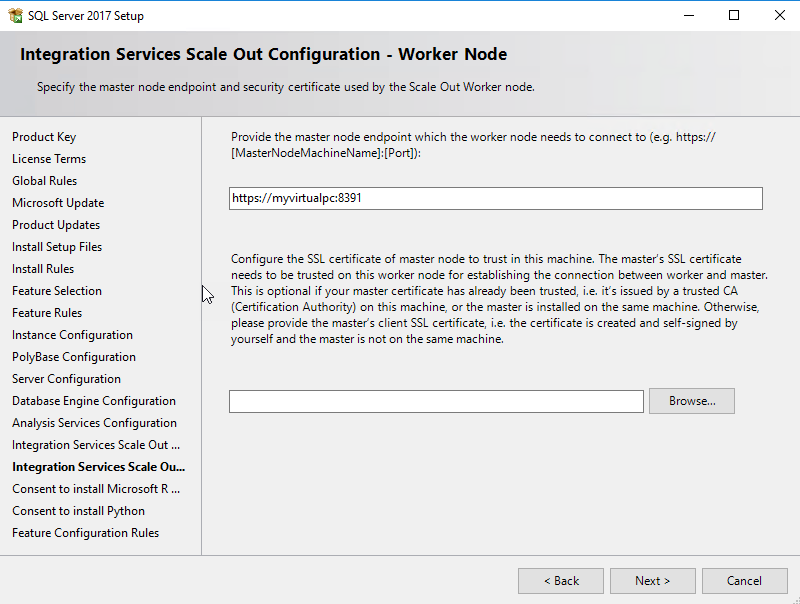 SQL Server 2017 Setup
Integration Services Scale Out Configuration - Worker Node
Specify the master node endpoint and security certificate used by the Scale Out Worker node.
Product Key
License Terms
Global Rules
Microsoft Update
Product Updates
Install Setup Files
Install Rules
Feature Selection
Feature Rules
Instance Configuration
PolyBase Configuration
Server Configuration
Database Engine Configuration
Analysis Services Configuration
Integration Services Scale Out ...
Integration Services Scale Ou...
Consent to install Microsoft R ...
Consent to install Python
Feature Configuration Rules
Provide the master node endpoint which the worker node needs to connect to (e.g. https://
[MasterNodeMachineName]:[Port]):
https://myvirtualpc:8391
Configure the SSL certificate of master node to trust in this machine. The master's SSL certificate
needs to be trusted on this worker node for establishing the connection between worker and master.
This is optional if your master certificate has already been trusted, i.e. it's issued by a trusted CA
(Certification Authority) on this machine, or the master is installed on the same machine. Otherwise,
please provide the master's client SSL certificate, i.e. the certificate is created and self-signed by
yourself and the master is not on the same machine.
Browse...
< Back
Next >
Cancel